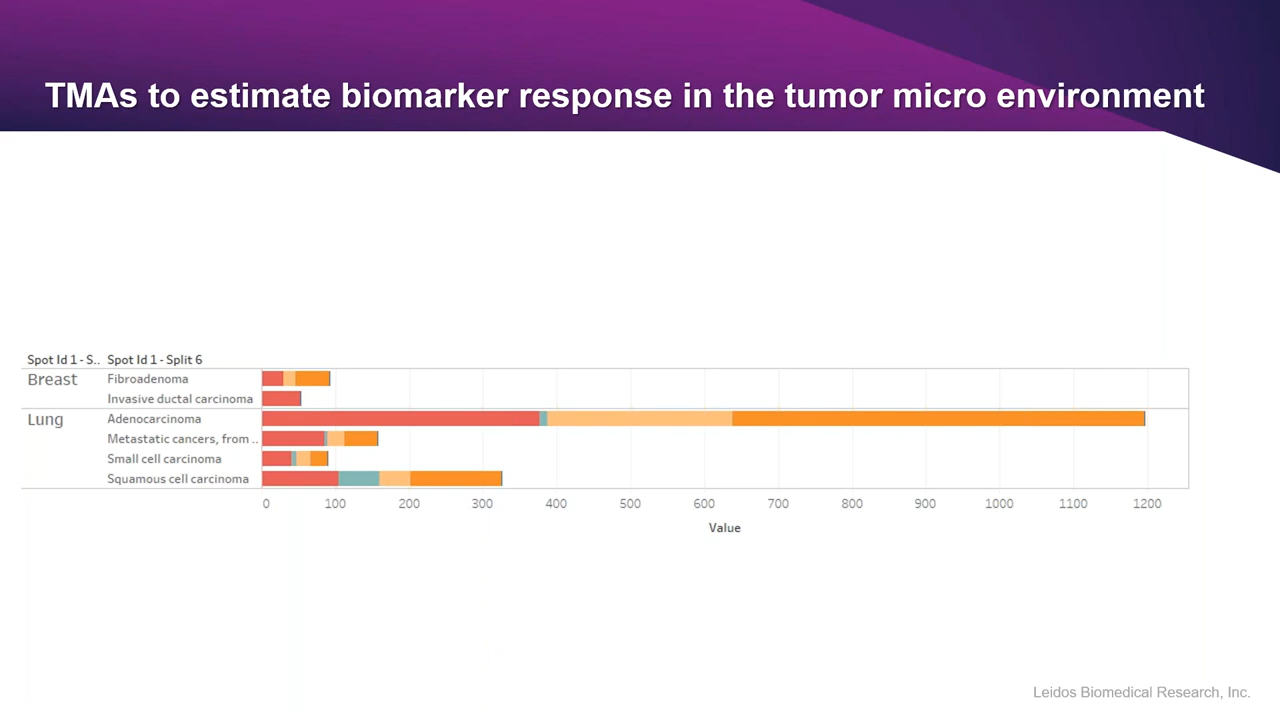 TMAs to estimate biomarker response in the tumor micro environment
Spot Id 1 - S.. Spot Id 1 - Split 6
Breast Fibroadenoma
Invasive ductal carcinoma
Lung Adenocarcinoma
Metastatic cancers, from ..
Small cell carcinoma
Squamous cell carcinoma
0 100 200 300 400 500 600 700 800 900 1000 1100 1200
Value
Leidos Biomedical Research, Inc.